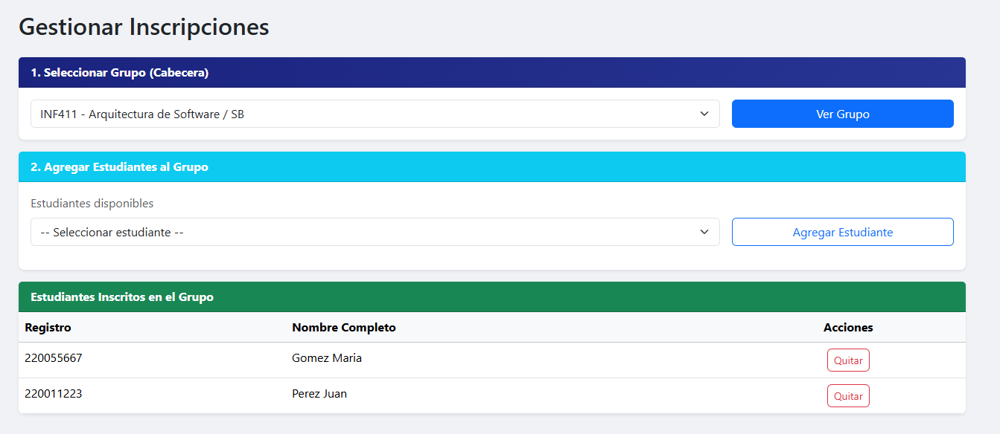 Gestionar Inscripciones
1. Seleccionar Grupo (Cabecera)
INF411 - Arquitectura de Software / SB
Ver Grupo
2. Agregar Estudiantes al Grupo
Estudiantes disponibles
-- Seleccionar estudiante --
Agregar Estudiante
Estudiantes Inscritos en el Grupo
Registro Nombre Completo Acciones
220055667 Gomez Maria Quitar
220011223 Perez Juan Quitar